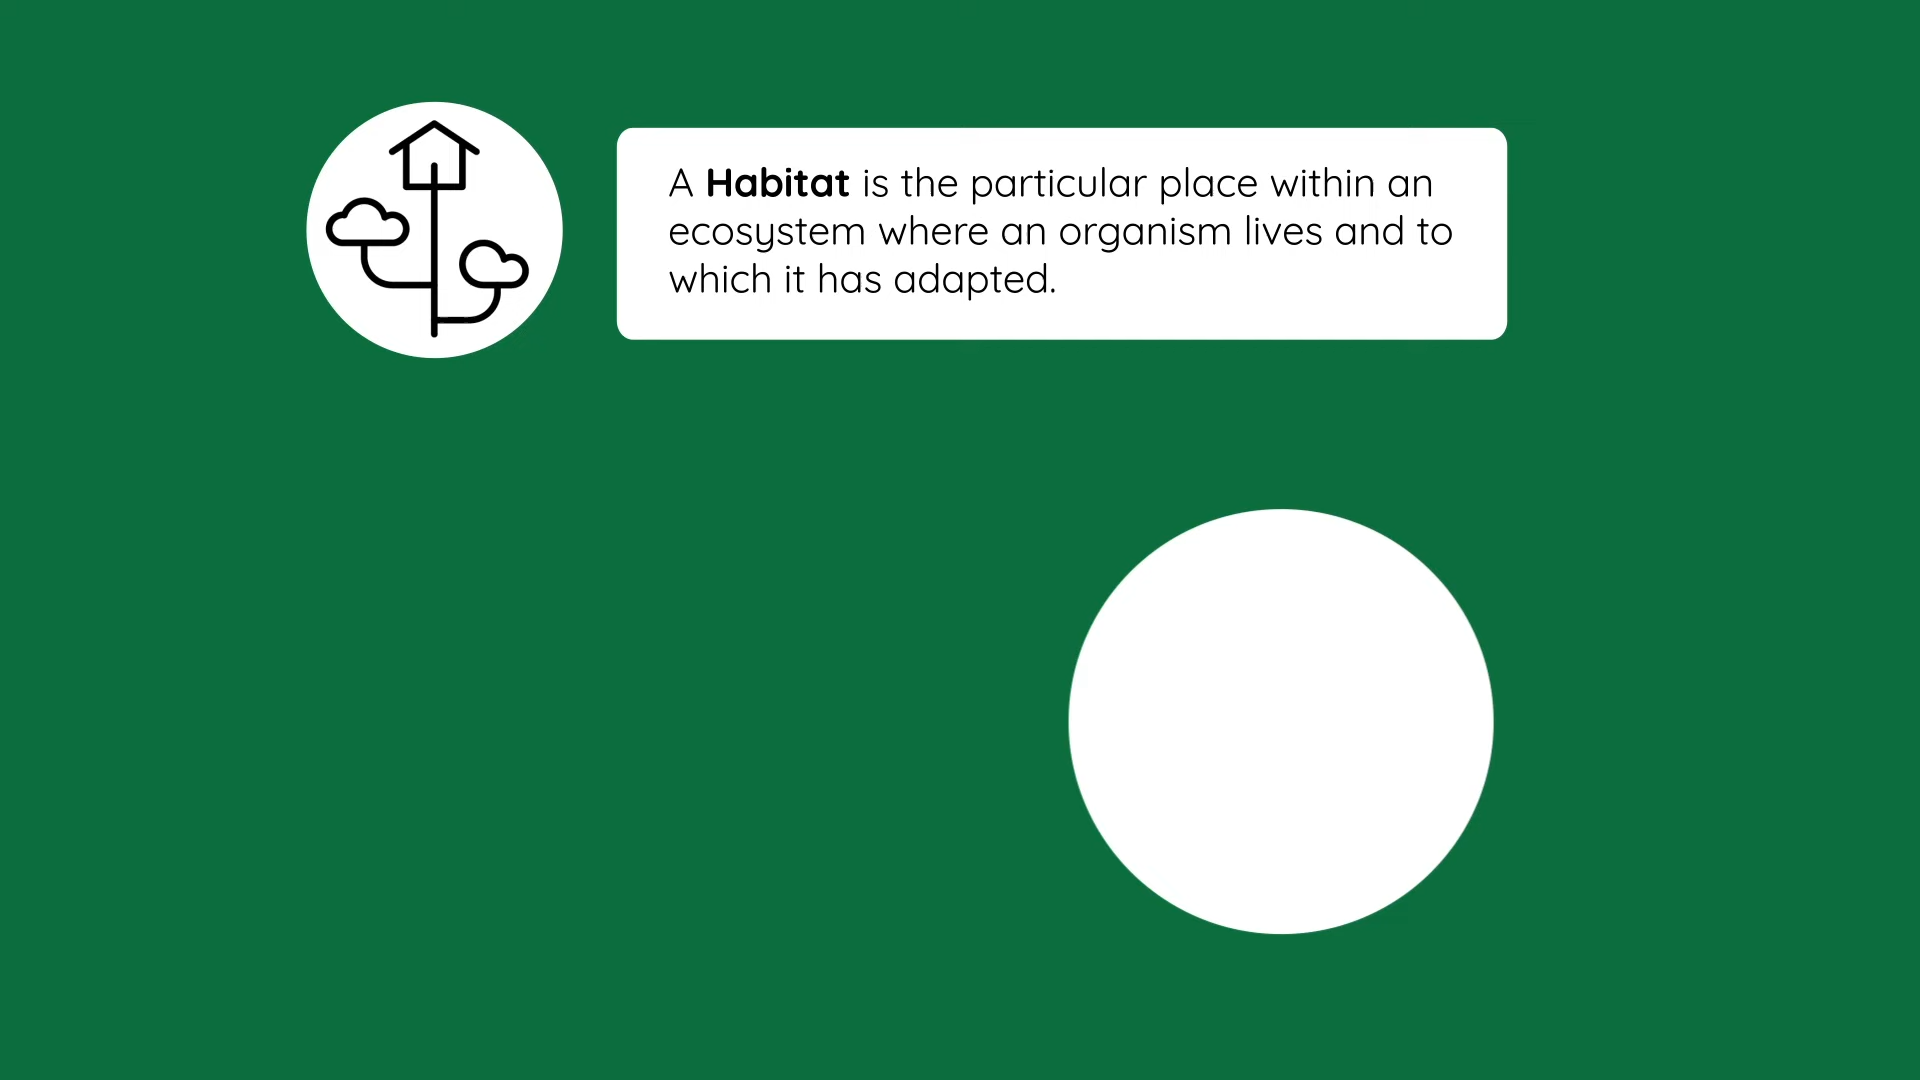 A Habitat is the particular place within an
ecosystem where an organism lives and to
which it has adapted.